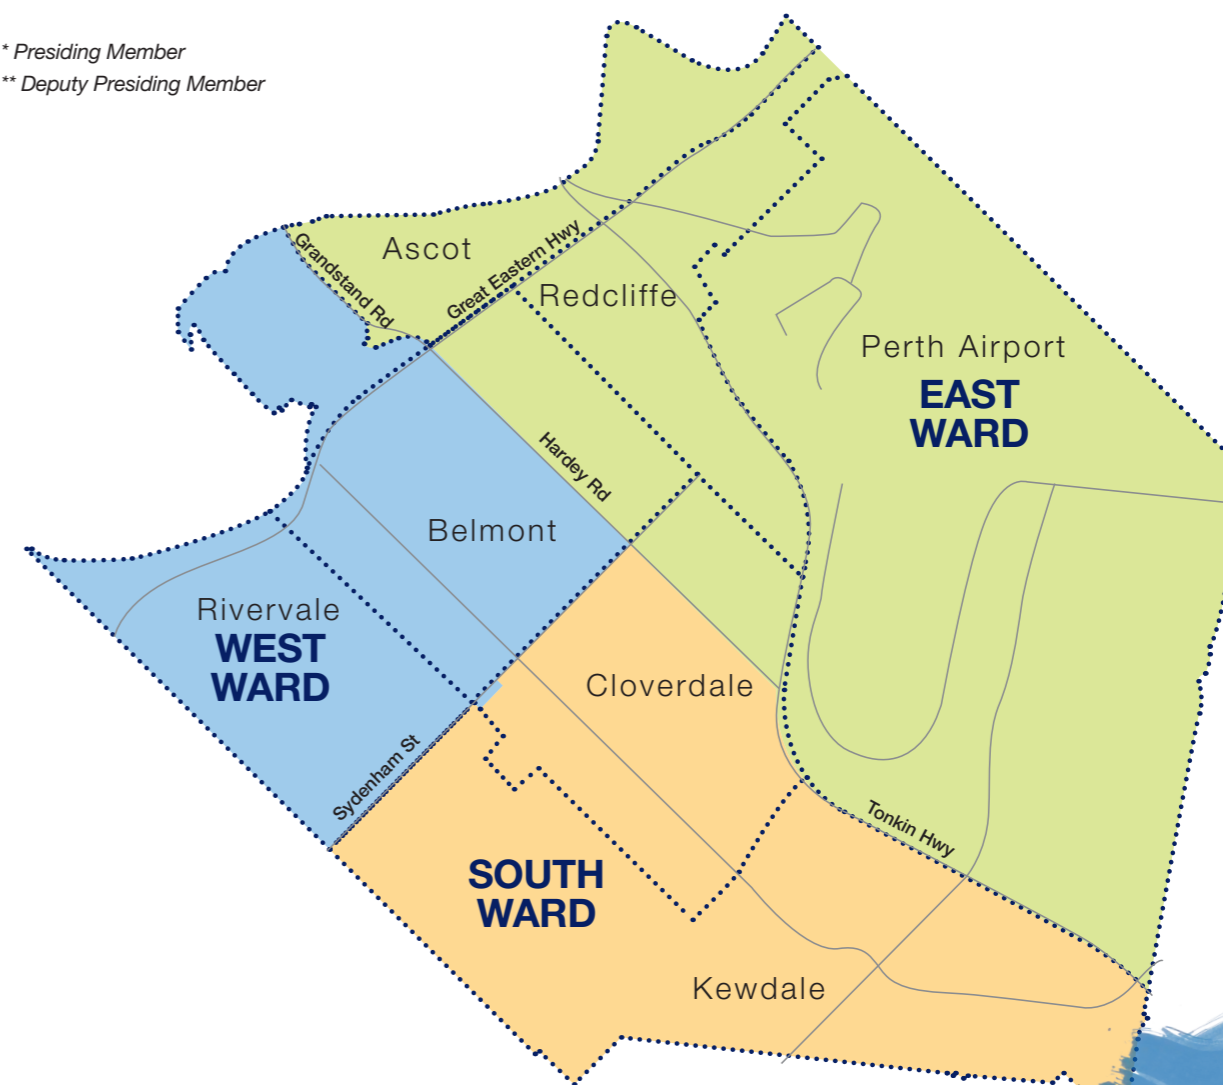 * Presiding Member
** Deputy Presiding Member
Ascot
Grandstand Rd
Great Eastern Hwy
Redcliffe
Perth Airport
EAST
WARD
Hardey Rd
Belmont
Rivervale
WEST
WARD
Cloverdale
Sydenham St
Tonkin Hwy
SOUTH
WARD
Kewdale